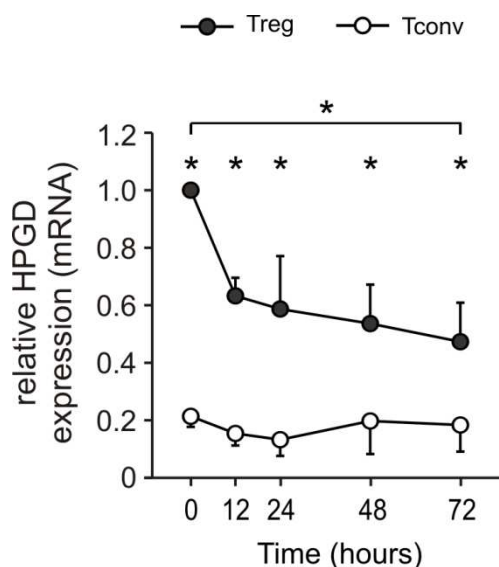 Treg Tconv
*
* * * * *
1.2
1.0
0.8
0.6
0.4
0.2
0
relative HPGD
expression (mRNA)
0 12 24 48 72
Time (hours)